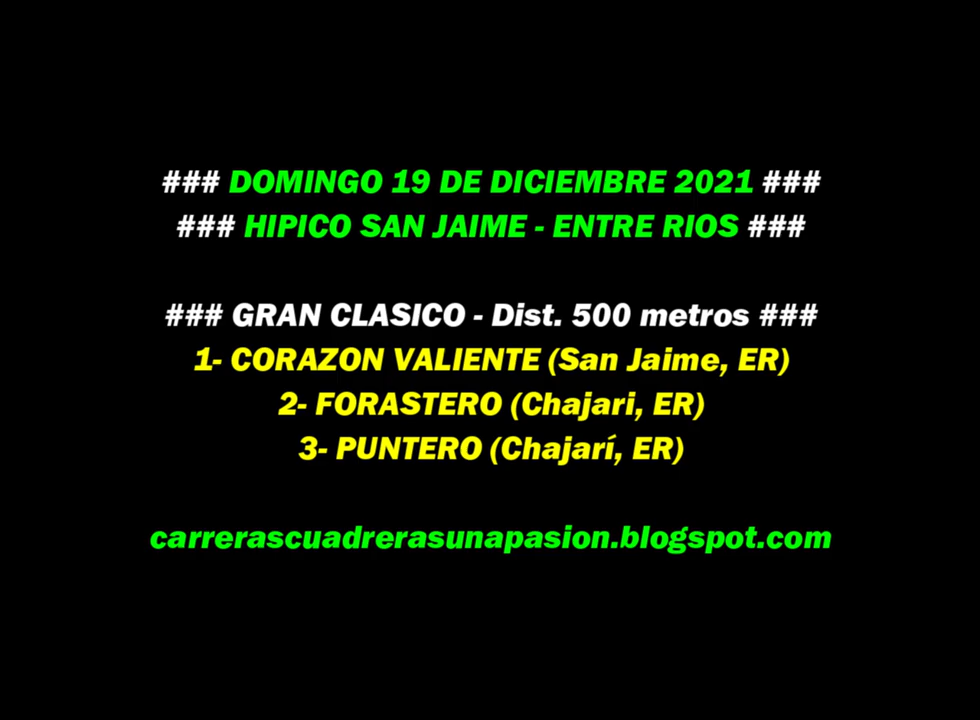 ### DOMINGO 19 DE DICIEMBRE 2021 ###
### HIPICO SAN JAIME - ENTRE RIOS ###
### GRAN CLASICO - Dist. 500 metros ###
1- CORAZON VALIENTE (San Jaime, ER)
2- FORASTERO (Chajari, ER)
3- PUNTERO (Chajarí, ER)
carrerascuadrerasunapasion.blogspot.com